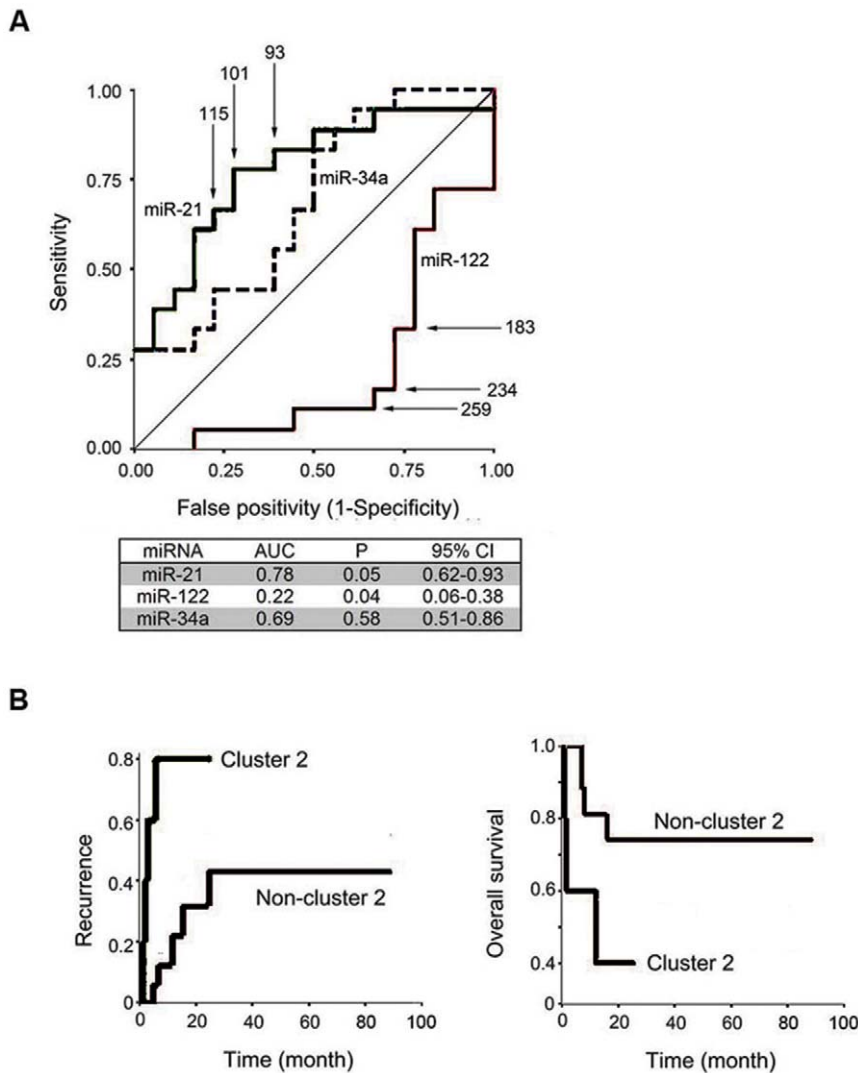 A
93
101
115
1.00
0.75
0.50
0.25
0.00
Sensitivity
miR-21
miR-34a
miR-122
183
234
259
0.00 0.25 0.50 0.75 1.00
False positivity (1-Specificity)
miRNA AUC P 95% CI
miR-21 0.78 0.05 0.62-0.93
miR-122 0.22 0.04 0.06-0.38
miR-34a 0.69 0.58 0.51-0.86
B
0.8
0.6
0.4
0.2
0
Recurrence
Cluster 2
Non-cluster 2
0 20 40 60 80 100
Time (month)
1.0
0.8
0.6
0.4
0
Overall survival
Non-cluster 2
Cluster 2
0 20 40 60 80 100
Time (month)